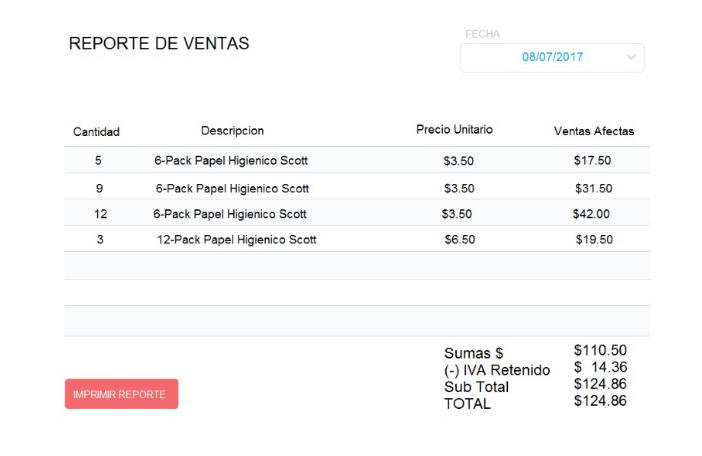 REPORTE DE VENTAS
FECHA
08/07/2017
Cantidad Descripcion Precio Unitario Ventas Afectas
5 6-Pack Papel Higienico Scott $3.50 $17.50
9 6-Pack Papel Higienico Scott $3.50 $31.50
12 6-Pack Papel Higienico Scott $3.50 $42.00
3 12-Pack Papel Higienico Scott $6.50 $19.50
Sumas $ $110.50
(-) IVA Retenido $ 14.36
Sub Total $124.86
TOTAL $124.86
IMPRIMIR REPORTE